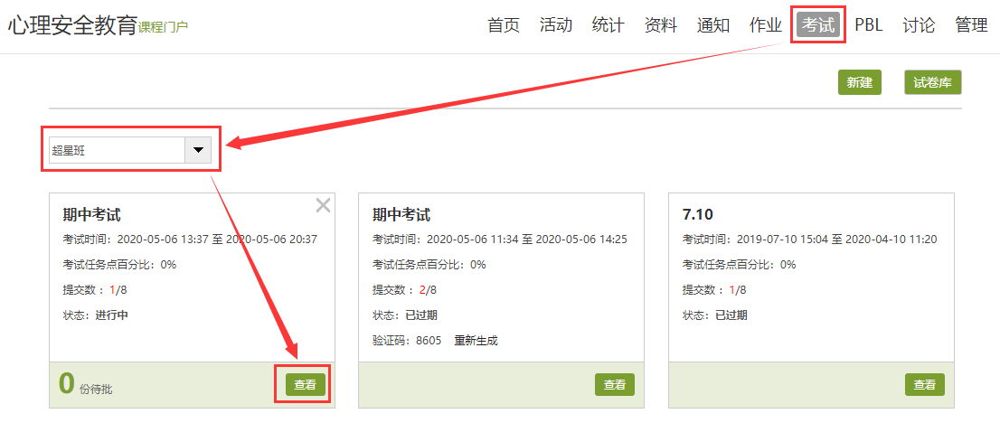 心理安全教育课程门户
首页 活动 统计 资料 通知 作业 考试 PBL 讨论 管理
新建 试卷库
超星班
期中考试
考试时间：2020-05-06 13:37 至 2020-05-06 20:37
考试任务点百分比：0%
提交数 ：1/8
状态：进行中
0 份待批
查看
期中考试
考试时间：2020-05-06 11:34 至 2020-05-06 14:25
考试任务点百分比：0%
提交数 ：2/8
状态：已过期
验证码：8605 重新生成
查看
7.10
考试时间：2019-07-10 15:04 至 2020-04-10 11:20
考试任务点百分比：0%
提交数 ：1/8
状态：已过期
查看